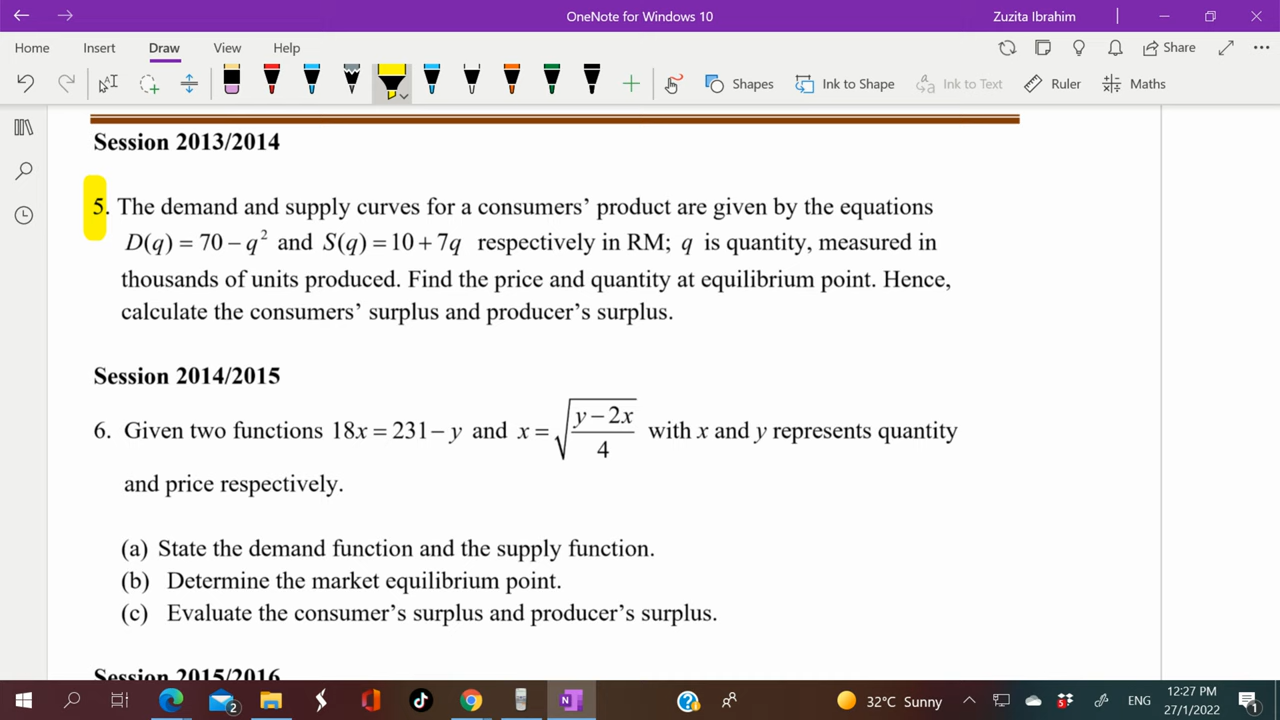 OneNote for Windows 10
Zuzita Ibrahim
Home Insert Draw View Help
Share
Shapes Ink to Shape Ink to Text Ruler Maths
Session 2013/2014
5. The demand and supply curves for a consumers’ product are given by the equations
D(q) = 70 – q² and S(q) = 10 + 7q respectively in RM; q is quantity, measured in
thousands of units produced. Find the price and quantity at equilibrium point. Hence,
calculate the consumers’ surplus and producer’s surplus.
Session 2014/2015
6. Given two functions 18x = 231 – y and x = √((y – 2x)/4) with x and y represents quantity
and price respectively.
(a) State the demand function and the supply function.
(b) Determine the market equilibrium point.
(c) Evaluate the consumer’s surplus and producer’s surplus.
Session 2015/2016
2
32°C Sunny
5
ENG
12:27 PM
27/1/2022
1